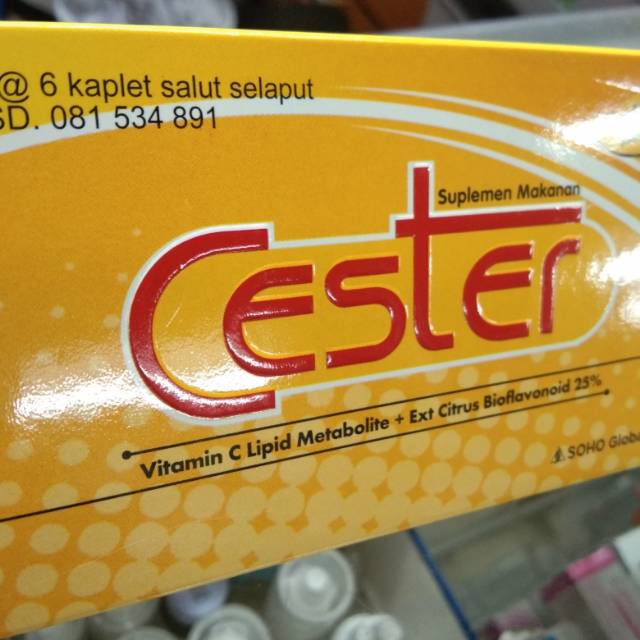 @ 6 kaplet salut selaput
SD. 081 534 891
Suplemen Makanan
Cester
Vitamin C Lipid Metabolite + Ext Citrus Bioflavonoid 25%
SOHO Globa